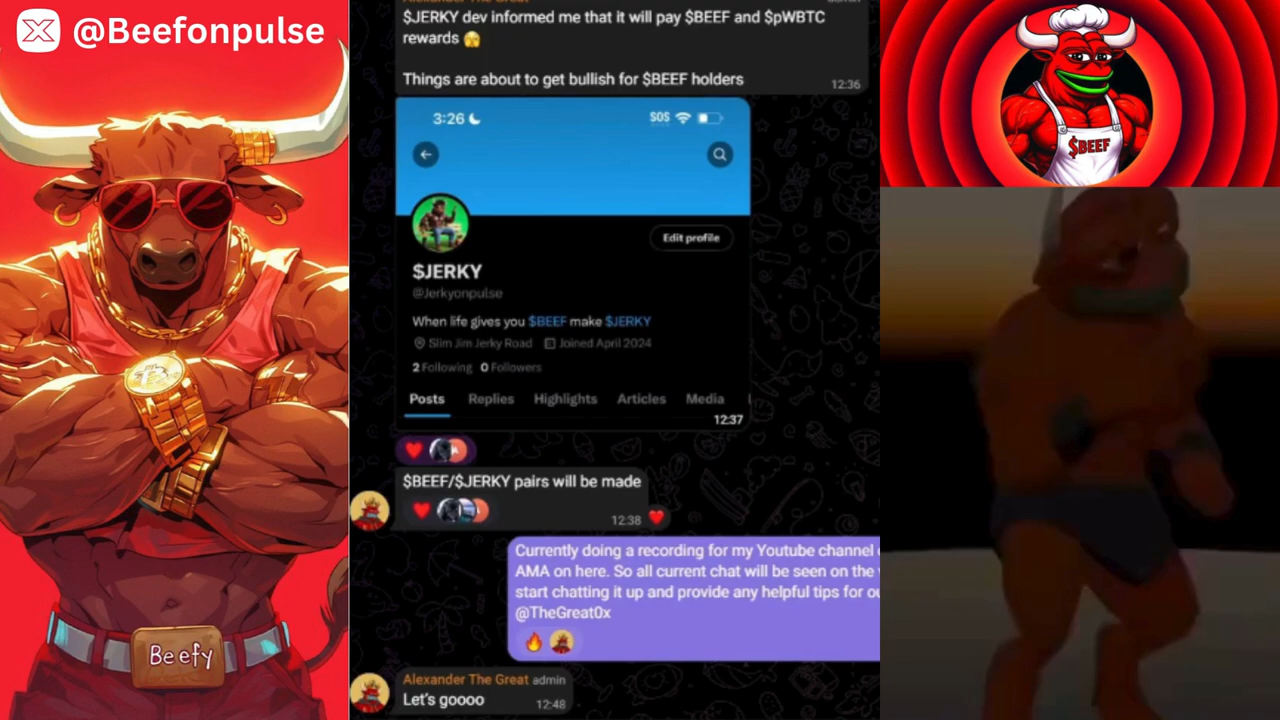 @Beefonpulse
Alexander The Great
admin
$JERKY dev informed me that it will pay $BEEF and $pWBTC
rewards 🫣
Things are about to get bullish for $BEEF holders
12:36
3:26
SOS
Edit profile
$JERKY
@Jerkyonpulse
When life gives you $BEEF make $JERKY
Slim Jim Jerky Road Joined April 2024
2 Following 0 Followers
Posts Replies Highlights Articles Media
12:37
$BEEF/$JERKY pairs will be made
12:38
Currently doing a recording for my Youtube channel
AMA on here. So all current chat will be seen on the
start chatting it up and provide any helpful tips for
@TheGreat0x
Alexander The Great admin
Let's goooo
12:48
Beefy
$BEEF